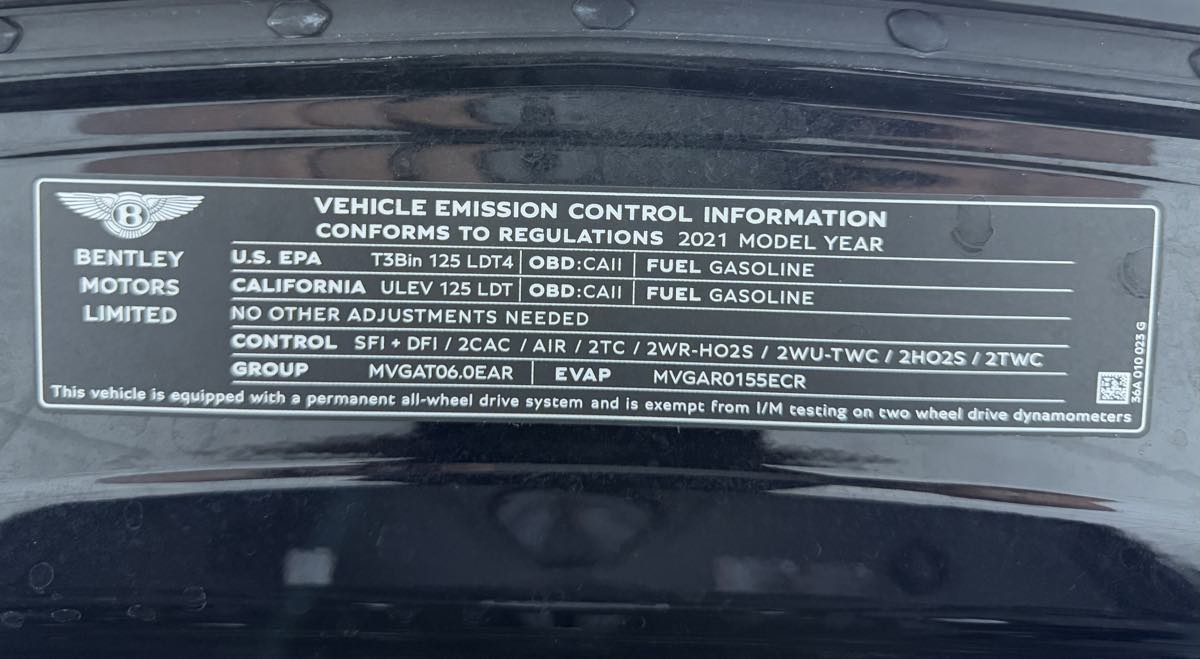 VEHICLE EMISSION CONTROL INFORMATION
CONFORMS TO REGULATIONS 2021 MODEL YEAR
B
BENTLEY
MOTORS
LIMITED
U.S. EPA T3Bin 125 LDT4 OBD:CAII FUEL GASOLINE
CALIFORNIA ULEV 125 LDT OBD:CAII FUEL GASOLINE
NO OTHER ADJUSTMENTS NEEDED
CONTROL SFI + DFI / 2CAC / AIR / 2TC / 2WR-HO2S / 2WU-TWC / 2HO2S / 2TWC
GROUP MVGAT06.0EAR EVAP MVGAR0155ECR
This vehicle is equipped with a permanent all-wheel drive system and is exempt from I/M testing on two wheel drive dynamometers
36A 010 023 G